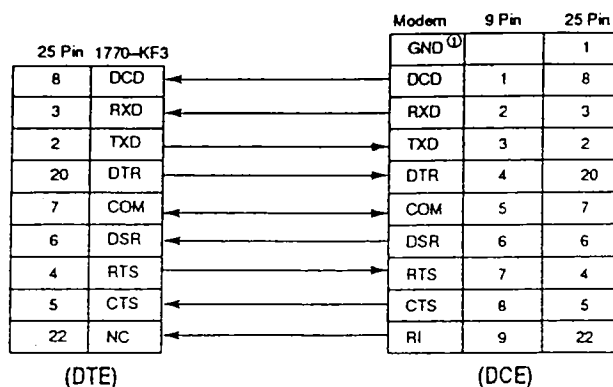 Modem 9 Pin 25 Pin
GND① 1
25 Pin 1770–KF3
8 DCD DCD 1 8
3 RXD RXD 2 3
2 TXD TXD 3 2
20 DTR DTR 4 20
7 COM COM 5 7
6 DSR DSR 6 6
4 RTS RTS 7 4
5 CTS CTS 8 5
22 NC RI 9 22
(DTE) (DCE)